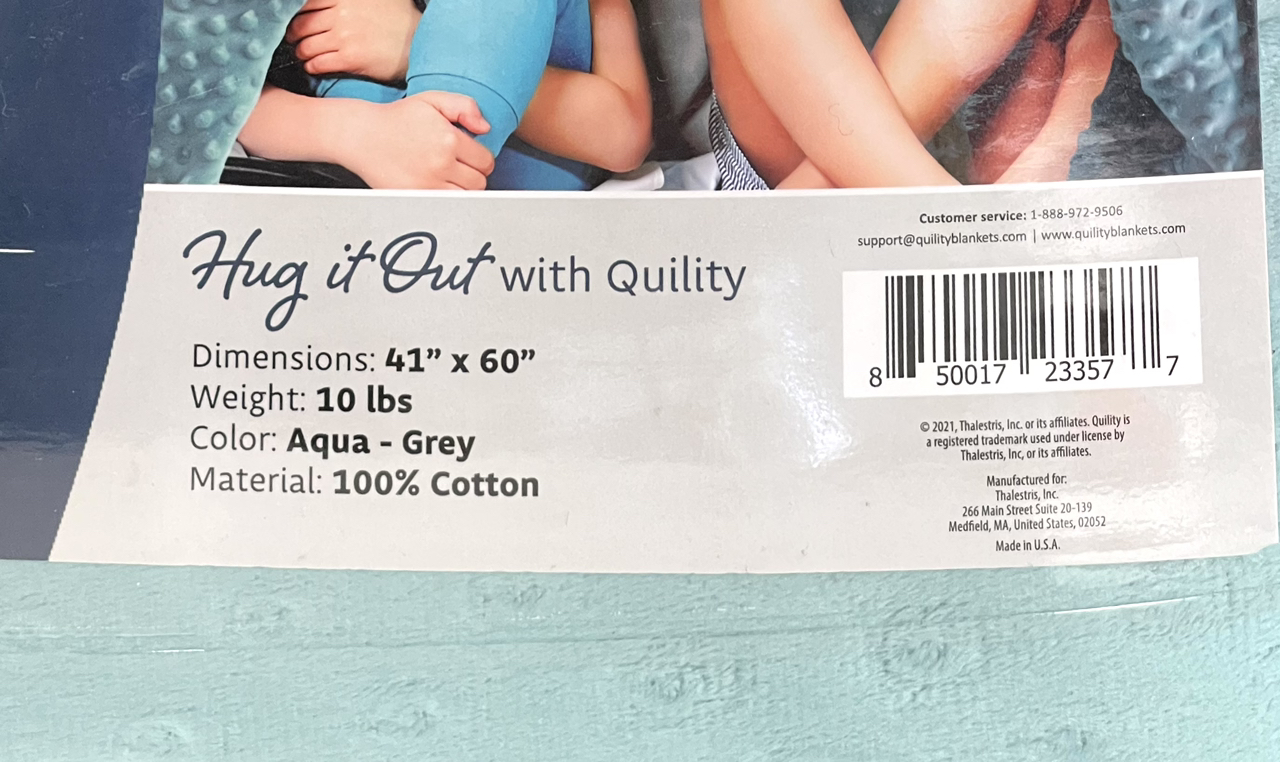 Hug it Out with Quility
Dimensions: 41” x 60”
Weight: 10 lbs
Color: Aqua - Grey
Material: 100% Cotton
Customer service: 1-888-972-9506
support@quilityblankets.com | www.quilityblankets.com
8 50017 23357 7
© 2021, Thalestris, Inc. or its affiliates. Quility is
a registered trademark used under license by
Thalestris, Inc, or its affiliates.
Manufactured for:
Thalestris, Inc.
266 Main Street Suite 20-139
Medfield, MA, United States, 02052
Made in U.S.A.